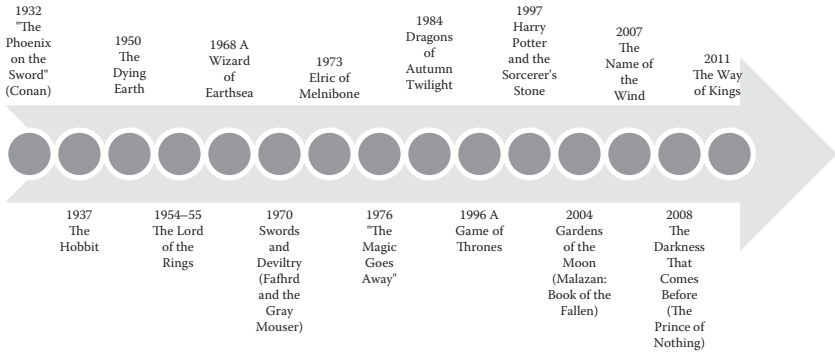 1932
"The
Phoenix
on the
Sword"
(Conan)
1937
The
Hobbit
1950
The
Dying
Earth
1954–55
The Lord
of the
Rings
1968 A
Wizard
of
Earthsea
1970
Swords
and
Deviltry
(Fafhrd
and the
Gray
Mouser)
1973
Elric of
Melnibone
1976
"The
Magic
Goes
Away"
1984
Dragons
of
Autumn
Twilight
1996 A
Game of
Thrones
1997
Harry
Potter
and the
Sorcerer's
Stone
2004
Gardens
of the
Moon
(Malazan:
Book of the
Fallen)
2007
The
Name of
the
Wind
2008
The
Darkness
That
Comes
Before
(The
Prince of
Nothing)
2011
The Way
of Kings